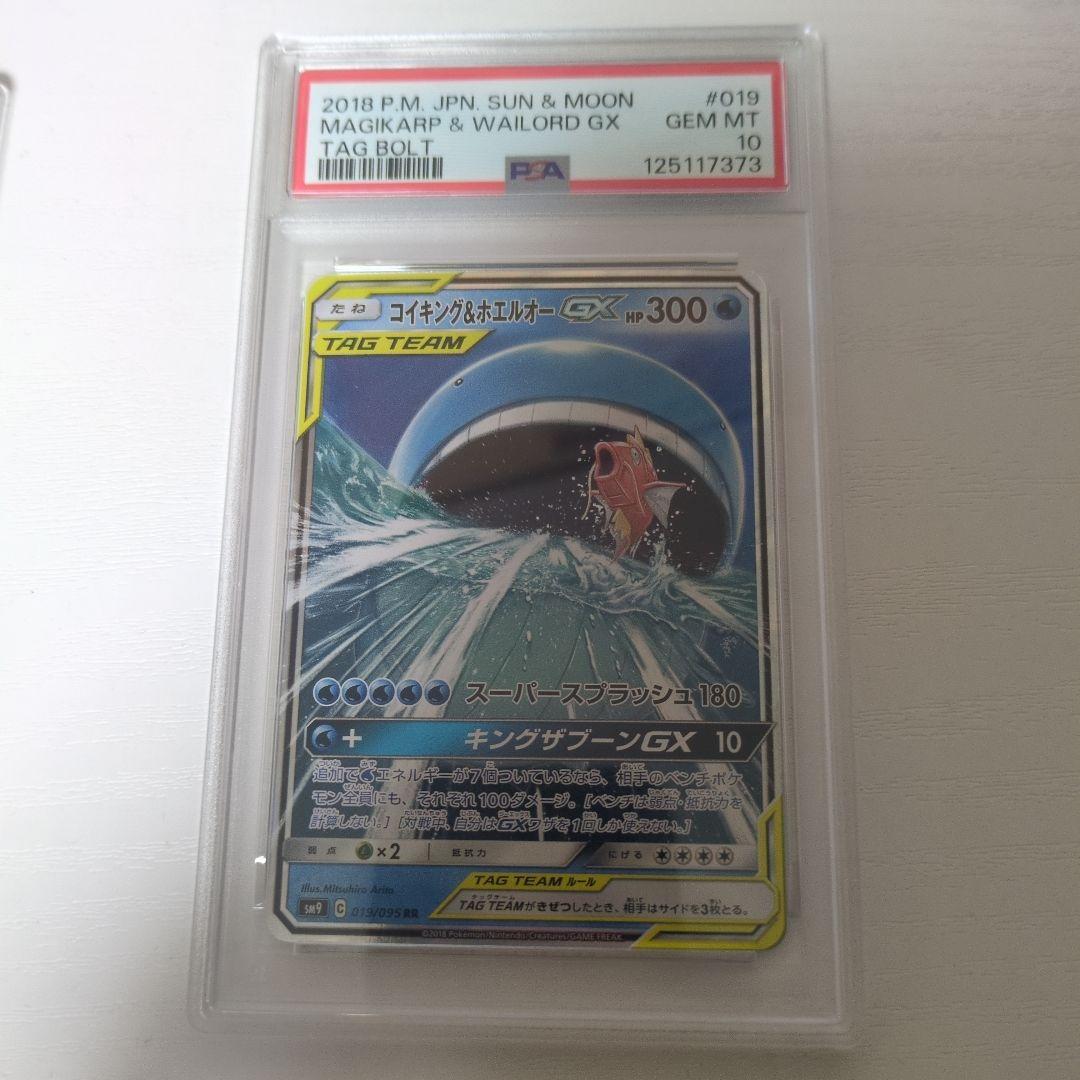 2018 P.M. JPN. SUN & MOON #019
MAGIKARP & WAILORD GX GEM MT
TAG BOLT 10
PSA 125117373
たね コイキング&ホエルオーGX HP300
TAG TEAM
スーパースプラッシュ 180
+ キングザブーンGX 10
追加で エネルギーが7個ついているなら、相手のベンチポケ
モン全員にも、それぞれ100ダメージ。[ベンチは弱点・抵抗力を
計算しない。] [対戦中、自分はGXワザを1回しか使えない。]
弱点 ×2 抵抗力 にげる
Illus.Mitsuhiro Arita
TAG TEAM ルール
TAG TEAMがきぜつしたとき、相手はサイドを3枚とる。
SM9 C 019/095 RR
©2018 Pokémon/Nintendo/Creatures/GAME FREAK.